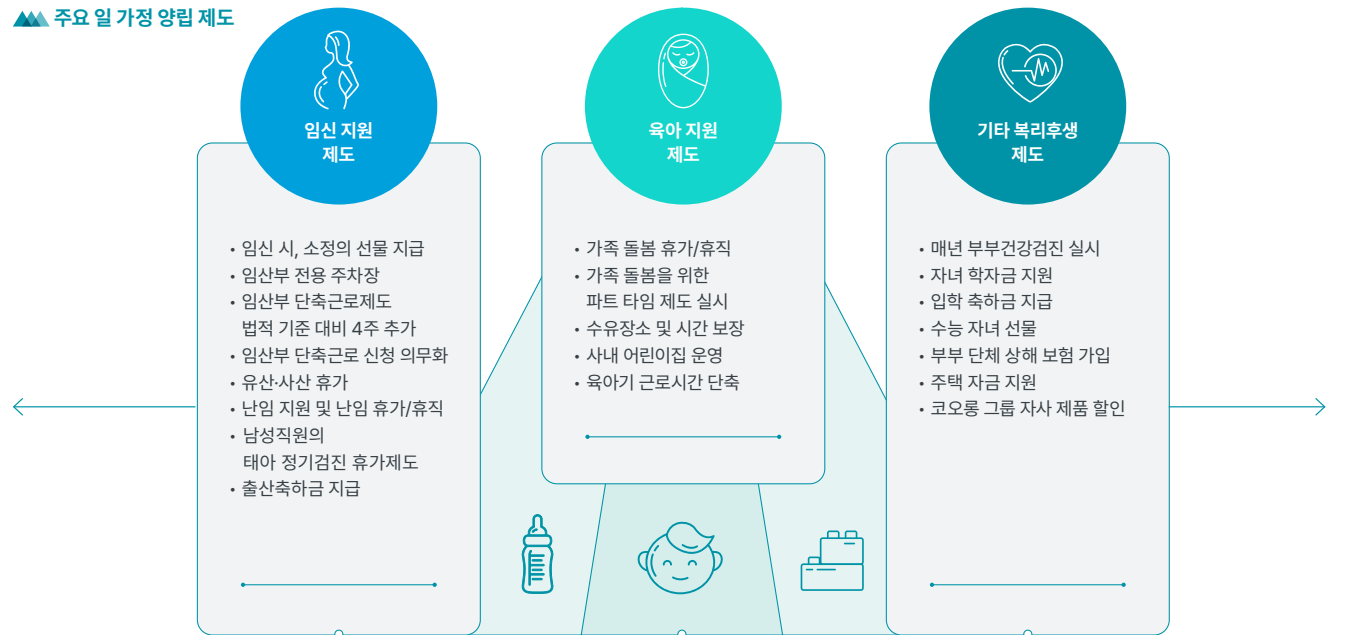 주요 일 가정 양립 제도
임신 지원
제도
• 임신 시, 소정의 선물 지급
• 임산부 전용 주차장
• 임산부 단축근로제도
법적 기준 대비 4주 추가
• 임산부 단축근로 신청 의무화
• 유산·사산 휴가
• 난임 지원 및 난임 휴가/휴직
• 남성직원의
태아 정기검진 휴가제도
• 출산축하금 지급
육아 지원
제도
• 가족 돌봄 휴가/휴직
• 가족 돌봄을 위한
파트 타임 제도 실시
• 수유장소 및 시간 보장
• 사내 어린이집 운영
• 육아기 근로시간 단축
기타 복리후생
제도
• 매년 부부건강검진 실시
• 자녀 학자금 지원
• 입학 축하금 지급
• 수능 자녀 선물
• 부부 단체 상해 보험 가입
• 주택 자금 지원
• 코오롱 그룹 자사 제품 할인